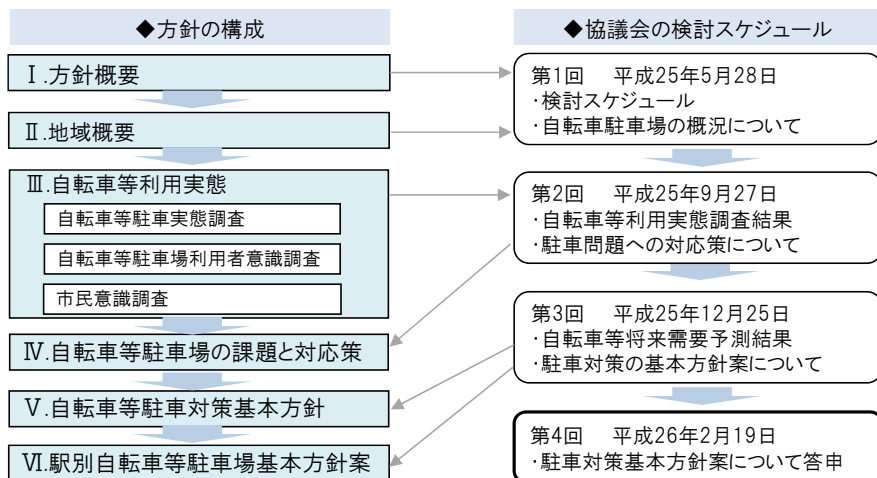 ◆方針の構成
Ⅰ.方針概要
Ⅱ.地域概要
Ⅲ.自転車等利用実態
自転車等駐車実態調査
自転車等駐車場利用者意識調査
市民意識調査
Ⅳ.自転車等駐車場の課題と対応策
Ⅴ.自転車等駐車対策基本方針
Ⅵ.駅別自転車等駐車場基本方針案
◆協議会の検討スケジュール
第1回 平成25年5月28日
・検討スケジュール
・自転車駐車場の概況について
第2回 平成25年9月27日
・自転車等利用実態調査結果
・駐車問題への対応策について
第3回 平成25年12月25日
・自転車等将来需要予測結果
・駐車対策の基本方針案について
第4回 平成26年2月19日
・駐車対策基本方針案について答申